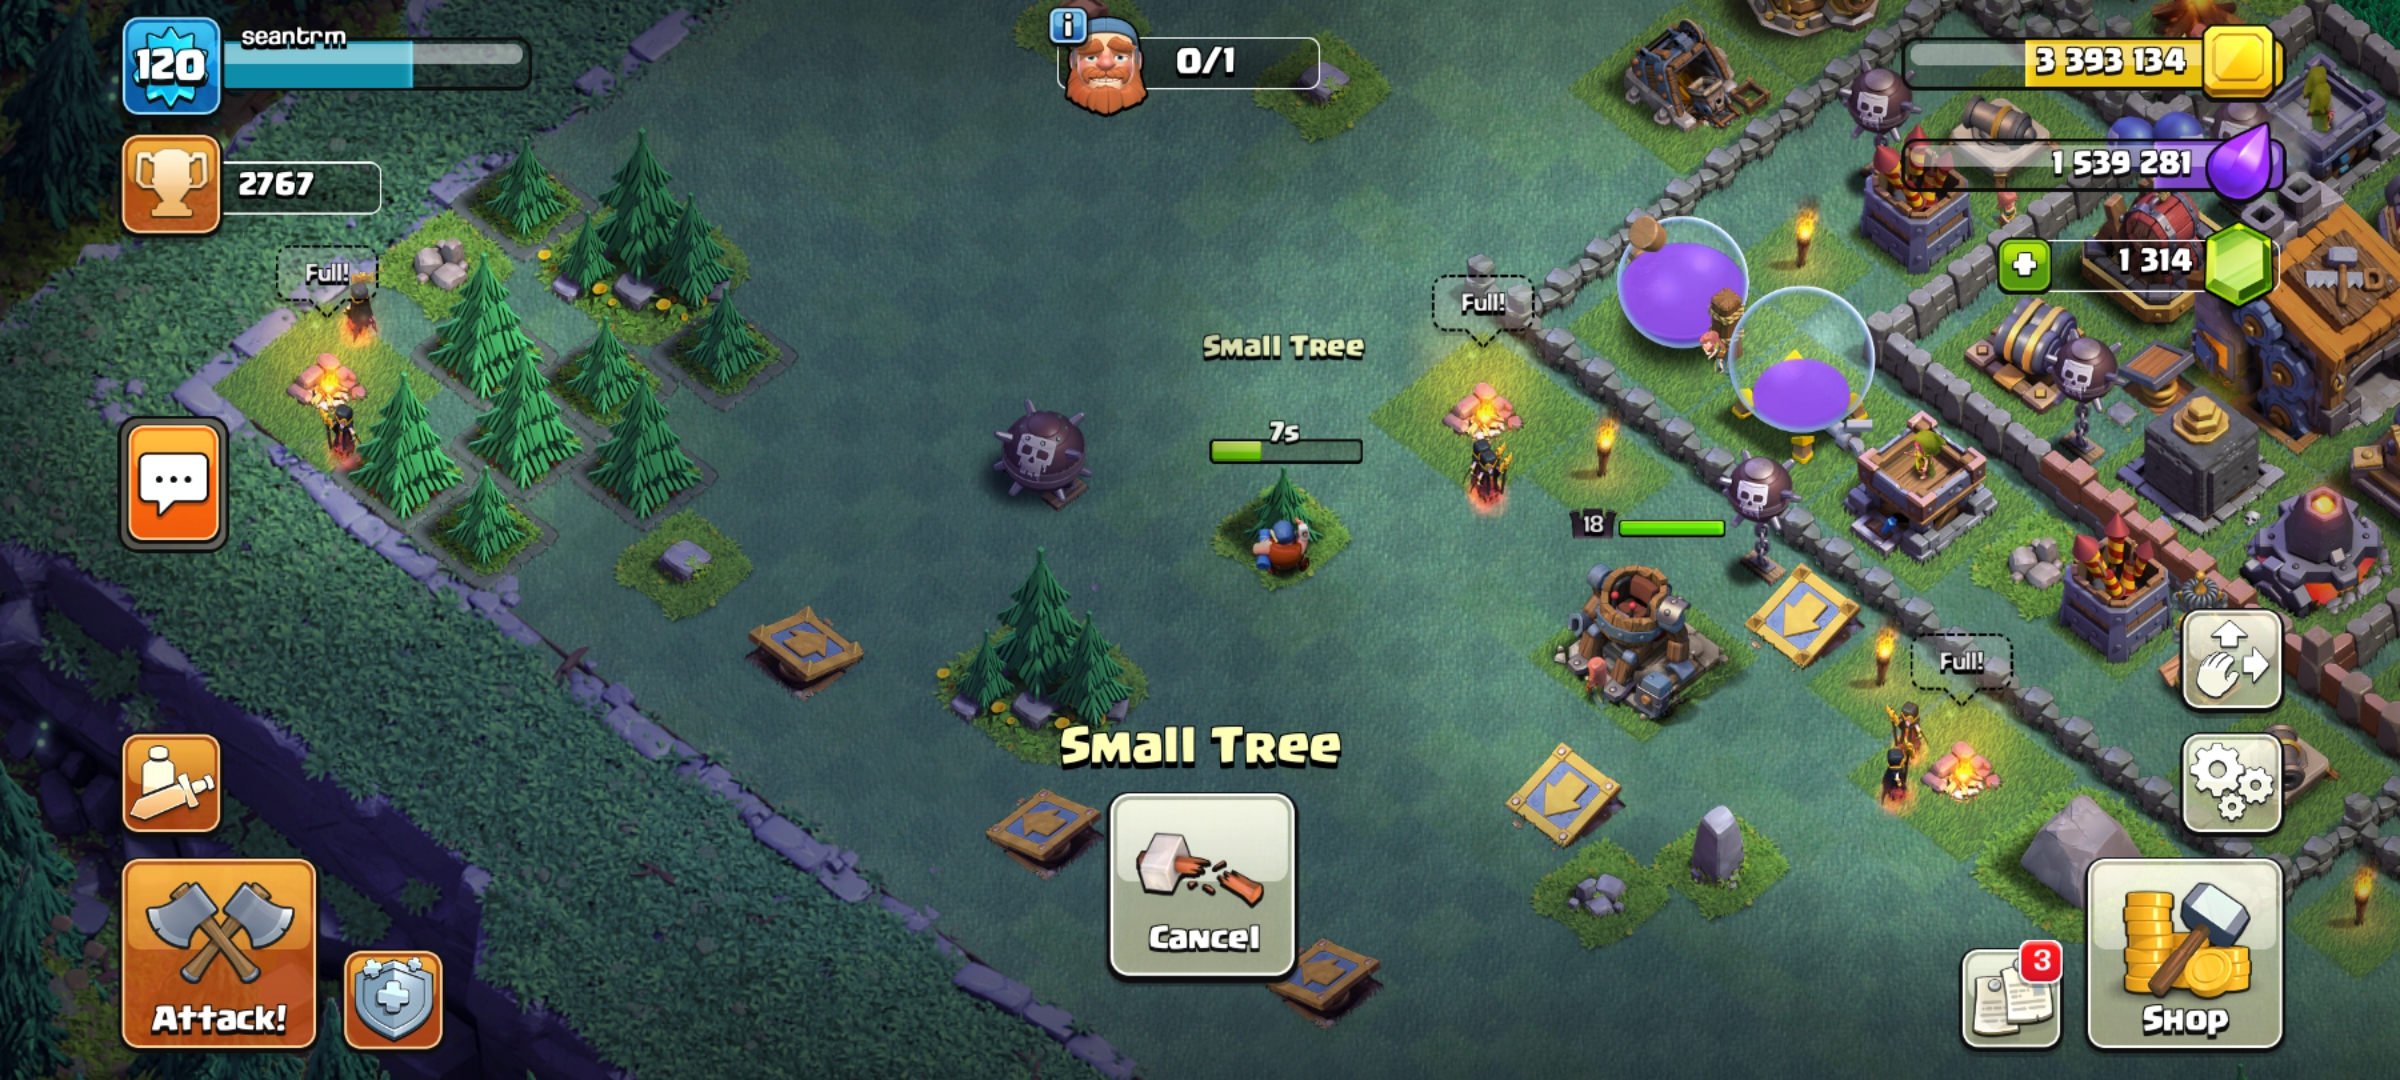 120
seantrm
0/1
3 393 134
2767
1 539 281
1 314
Full!
Full!
Small Tree
7s
18
Full!
Small Tree
Cancel
Attack!
3
Shop